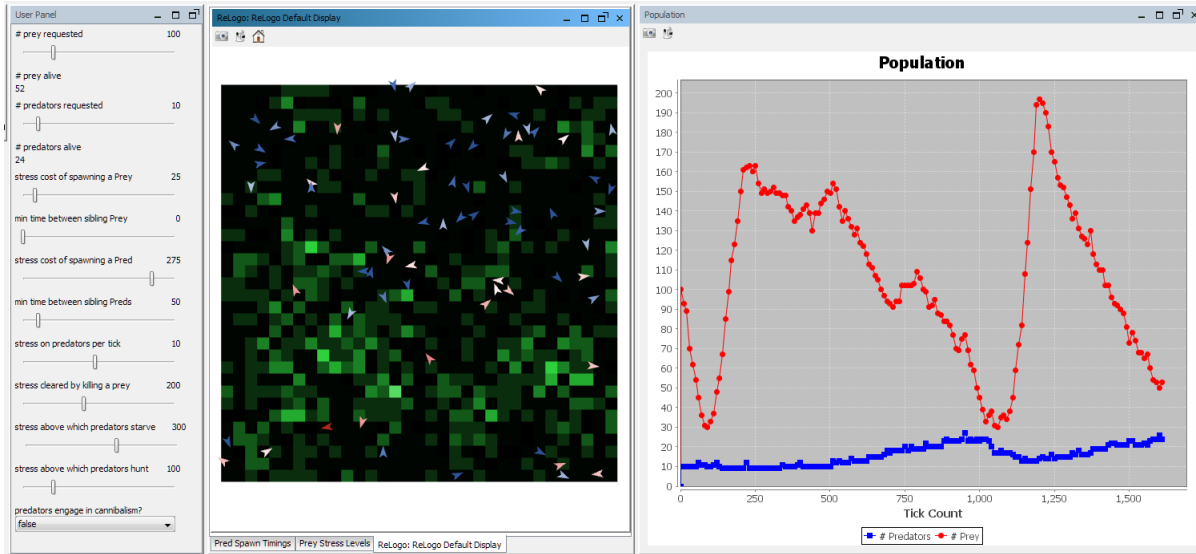 User Panel
# prey requested 100
# prey alive
52
# predators requested 10
# predators alive
24
stress cost of spawning a Prey 25
min time between sibling Prey 0
stress cost of spawning a Pred 275
min time between sibling Preds 50
stress on predators per tick 10
stress cleared by killing a prey 200
stress above which predators starve 300
stress above which predators hunt 100
predators engage in cannibalism?
false
ReLogo: ReLogo Default Display
Pred Spawn Timings Prey Stress Levels ReLogo: ReLogo Default Display
Population
Population
200
190
180
170
160
150
140
130
120
110
100
90
80
70
60
50
40
30
20
10
0
0 250 500 750 1,000 1,250 1,500
Tick Count
# Predators # Prey